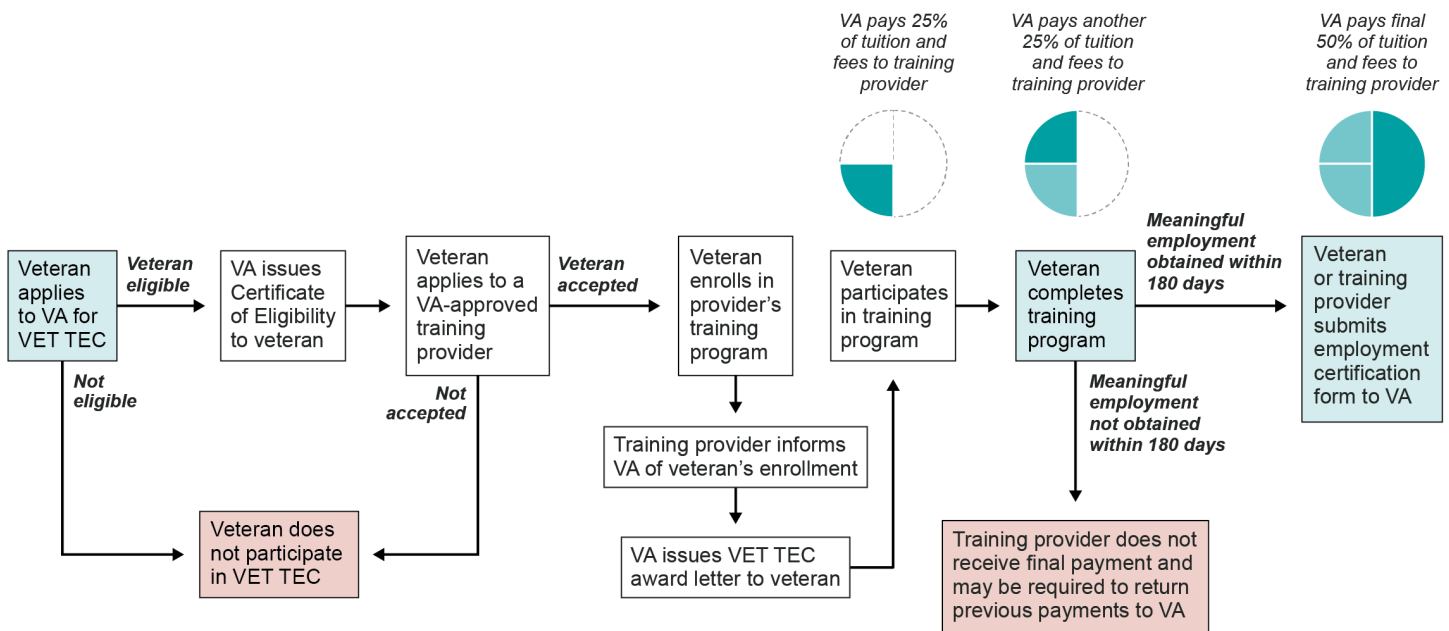 VA pays 25%
of tuition and
fees to training
provider
VA pays another
25% of tuition
and fees to
training provider
VA pays final
50% of tuition
and fees to
training provider
Veteran
applies
to VA for
VET TEC
Veteran
eligible
Not
eligible
VA issues
Certificate
of Eligibility
to veteran
Veteran
applies to a
VA-approved
training
provider
Veteran
accepted
Not
accepted
Veteran does
not participate
in VET TEC
Veteran
enrolls in
provider’s
training
program
Training provider informs
VA of veteran’s enrollment
VA issues VET TEC
award letter to veteran
Veteran
participates
in training
program
Veteran
completes
training
program
Meaningful
employment
obtained within
180 days
Meaningful
employment
not obtained
within 180 days
Veteran
or training
provider
submits
employment
certification
form to VA
Training provider does not
receive final payment and
may be required to return
previous payments to VA